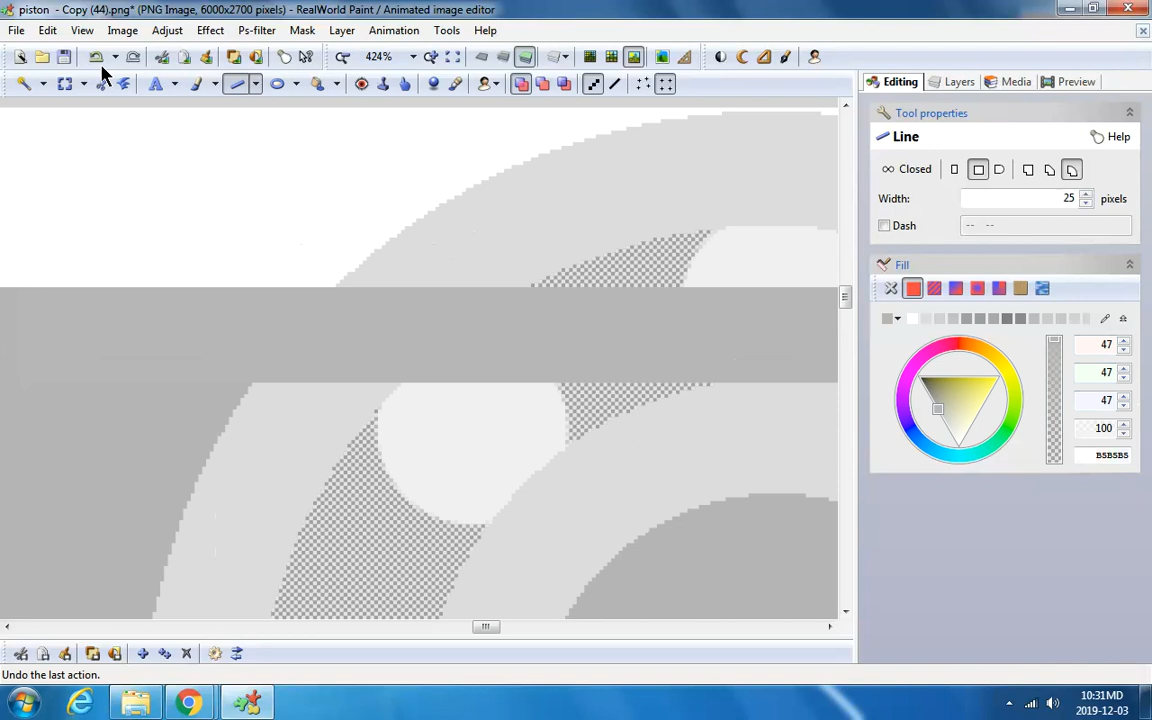 piston - Copy (44).png* (PNG Image, 6000x2700 pixels) - RealWorld Paint / Animated image editor
File Edit View Image Adjust Effect Ps-filter Mask Layer Animation Tools Help
424%
Editing Layers Media Preview
Tool properties
Line Help
Closed
Width: 25 pixels
Dash
Fill
47
47
47
100
B5B5B5
Undo the last action.
10:31MD
2019-12-03